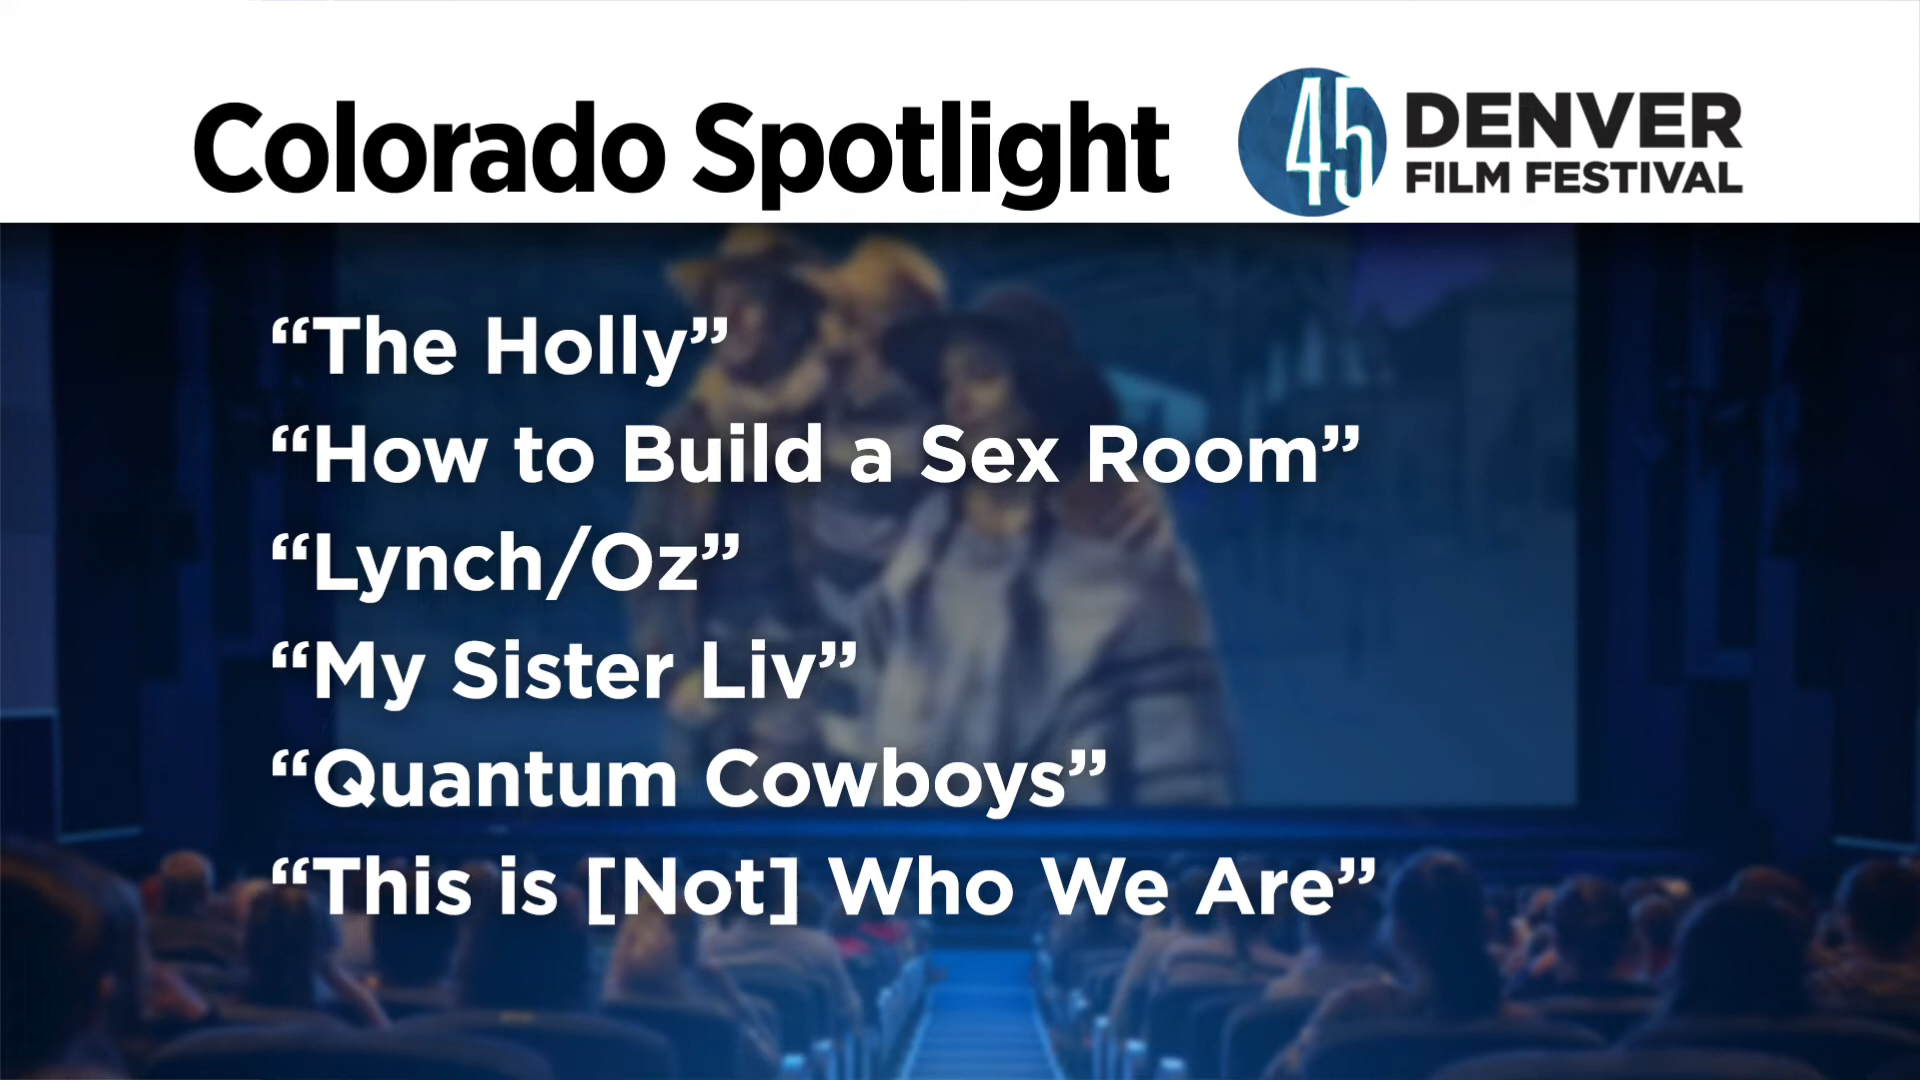 Colorado Spotlight
45
DENVER
FILM FESTIVAL
“The Holly”
“How to Build a Sex Room”
“Lynch/Oz”
“My Sister Liv”
“Quantum Cowboys”
“This is [Not] Who We Are”